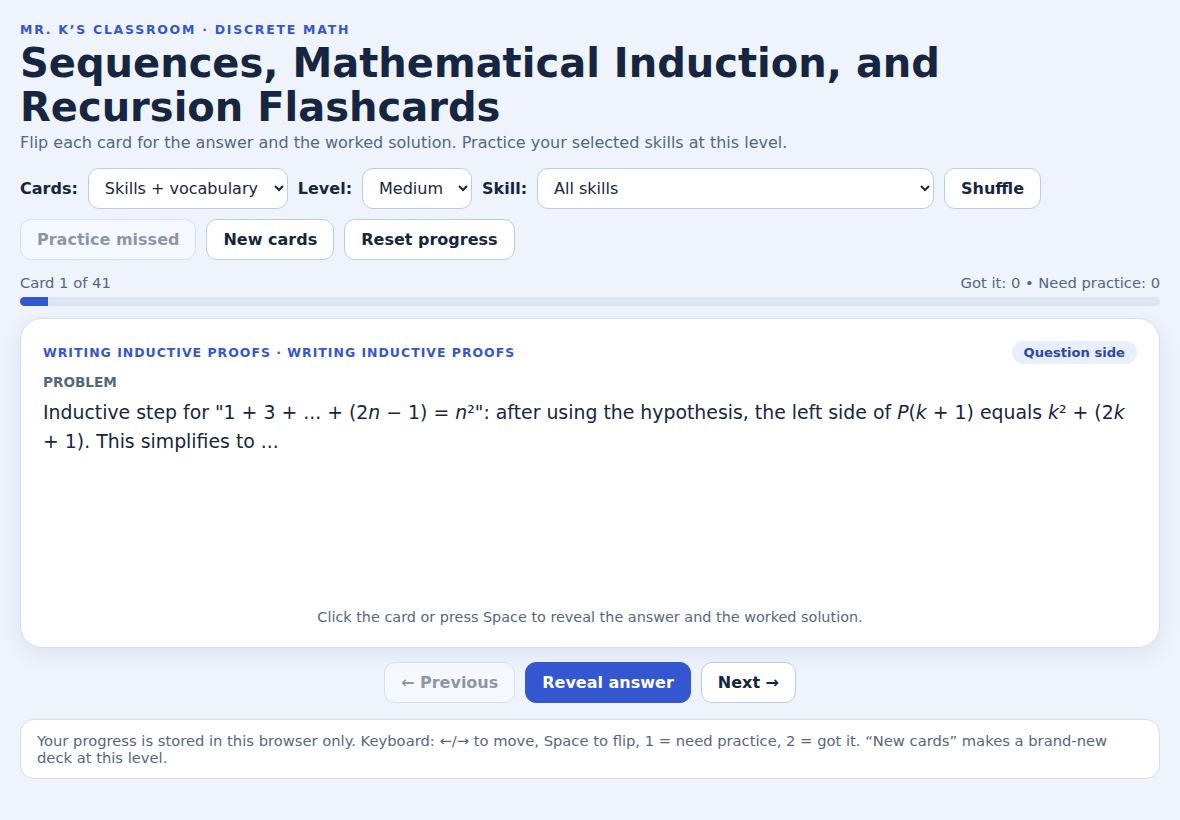 MR. K’S CLASSROOM · DISCRETE MATH
Sequences, Mathematical Induction, and
Recursion Flashcards
Flip each card for the answer and the worked solution. Practice your selected skills at this level.
Cards: Skills + vocabulary Level: Medium Skill: All skills Shuffle
Practice missed New cards Reset progress
Card 1 of 41 Got it: 0 • Need practice: 0
WRITING INDUCTIVE PROOFS · WRITING INDUCTIVE PROOFS Question side
PROBLEM
Inductive step for "1 + 3 + ... + (2n − 1) = n²": after using the hypothesis, the left side of P(k + 1) equals k² + (2k
+ 1). This simplifies to ...
Click the card or press Space to reveal the answer and the worked solution.
← Previous Reveal answer Next →
Your progress is stored in this browser only. Keyboard: ←/→ to move, Space to flip, 1 = need practice, 2 = got it. “New cards” makes a brand-new
deck at this level.